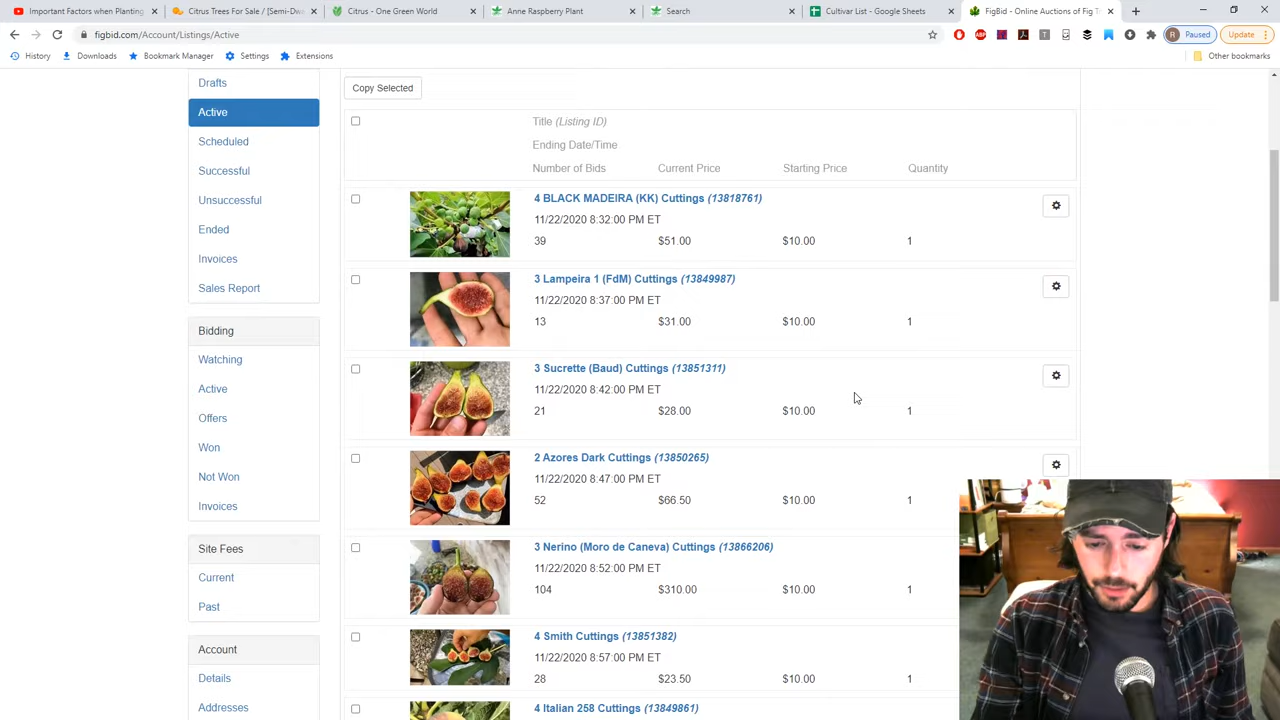 Important Factors when Planting
Citrus Trees For Sale / [Semi-Dw
Citrus - One Green World
Anne Raspberry Plant
Search
Cultivar List - Google Sheets
FigBid - Online Auctions of Fig T
figbid.com/Account/Listings/Active
R Paused
Update
History
Downloads
Bookmark Manager
Settings
Extensions
Other bookmarks
Drafts
Active
Scheduled
Successful
Unsuccessful
Ended
Invoices
Sales Report
Bidding
Watching
Active
Offers
Won
Not Won
Invoices
Site Fees
Current
Past
Account
Details
Addresses
Copy Selected
Title (Listing ID)
Ending Date/Time
Number of Bids Current Price Starting Price Quantity
4 BLACK MADEIRA (KK) Cuttings (13818761)
11/22/2020 8:32:00 PM ET
39 $51.00 $10.00 1
3 Lampeira 1 (FdM) Cuttings (13849987)
11/22/2020 8:37:00 PM ET
13 $31.00 $10.00 1
3 Sucrette (Baud) Cuttings (13851311)
11/22/2020 8:42:00 PM ET
21 $28.00 $10.00 1
2 Azores Dark Cuttings (13850265)
11/22/2020 8:47:00 PM ET
52 $66.50 $10.00 1
3 Nerino (Moro de Caneva) Cuttings (13866206)
11/22/2020 8:52:00 PM ET
104 $310.00 $10.00 1
4 Smith Cuttings (13851382)
11/22/2020 8:57:00 PM ET
28 $23.50 $10.00 1
4 Italian 258 Cuttings (13849861)